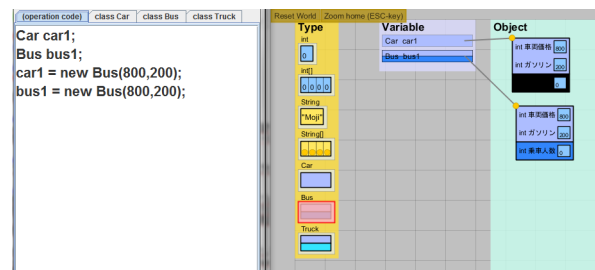 (operation code) class Car class Bus class Truck
Car car1;
Bus bus1;
car1 = new Bus(800,200);
bus1 = new Bus(800,200);
Reset World Zoom home (ESC-key)
Type Variable Object
int
0
int[]
0 0 0 0
String
"Moji"
String[]
Car
Bus
Truck
Car car1
Bus bus1
int 車両価格 800
int ガソリン 200
0
int 車両価格 800
int ガソリン 200
int 乗車人数 0